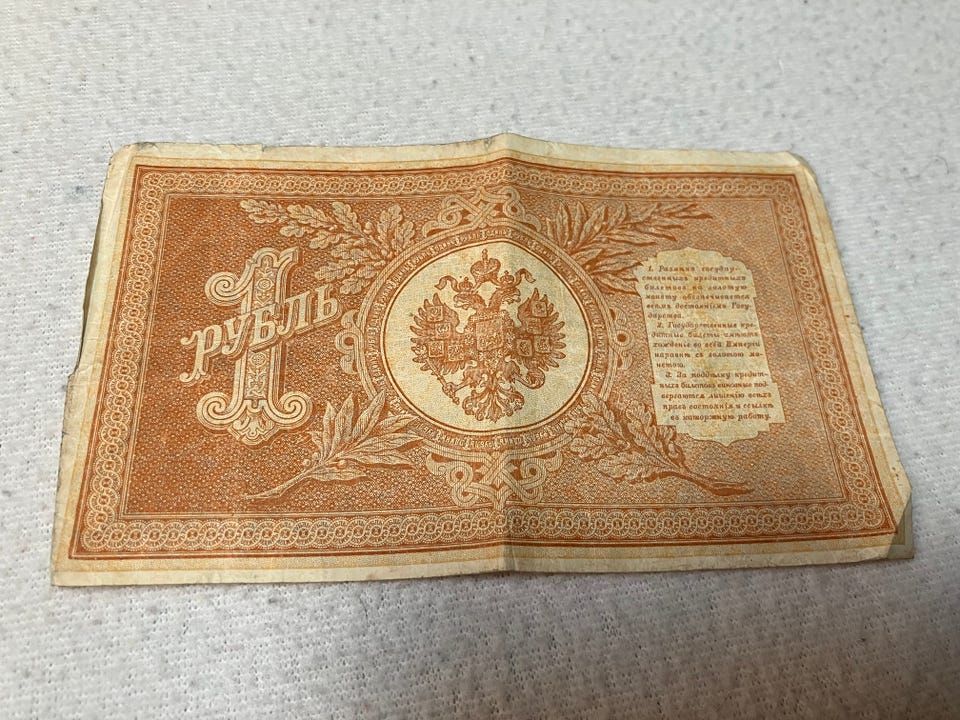 1
РУБЛЬ
1. Размѣнъ государ-
ственныхъ кредитныхъ
билетовъ на золотую
монету обезпечивается
всѣмъ достояніемъ Госу-
дарства.
2. Государственные кре-
дитные билеты имѣютъ
хожденіе во всей Имперіи
наравнѣ съ золотою мо-
нетою.
3. За поддѣлку кредит-
ныхъ билетовъ виновные под-
вергаются лишенію всѣхъ
правъ состоянія и ссылкѣ
въ каторжную работу.